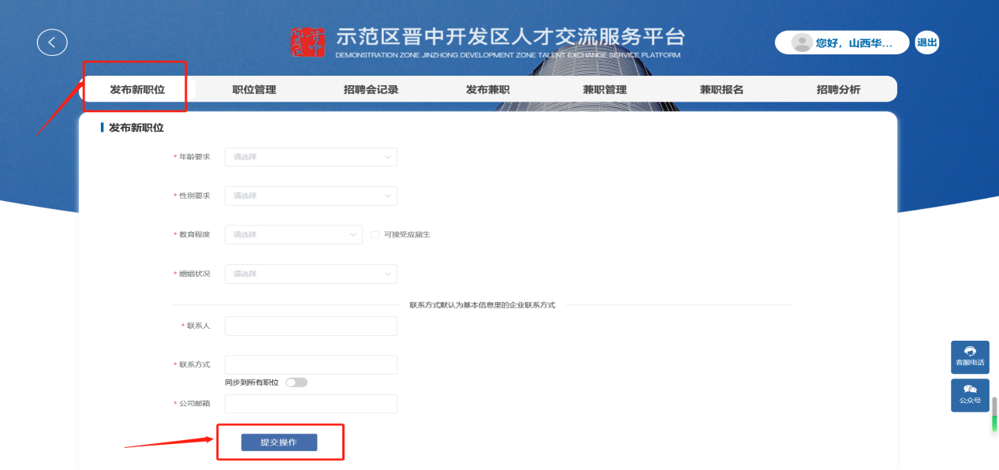 示范区晋中开发区人才交流服务平台
DEMONSTRATION ZONE JINZHONG DEVELOPMENT ZONE TALENT EXCHANGE SERVICE PLATFORM
您好，山西华...
退出
发布新职位
职位管理
招聘会记录
发布兼职
兼职管理
兼职报名
招聘分析
发布新职位
* 年龄要求
请选择
* 性别要求
请选择
* 教育程度
请选择
可接受应届生
* 婚姻状况
请选择
联系方式默认为基本信息里的企业联系方式
* 联系人
* 联系方式
同步到所有职位
* 公司邮箱
提交操作
客服电话
公众号